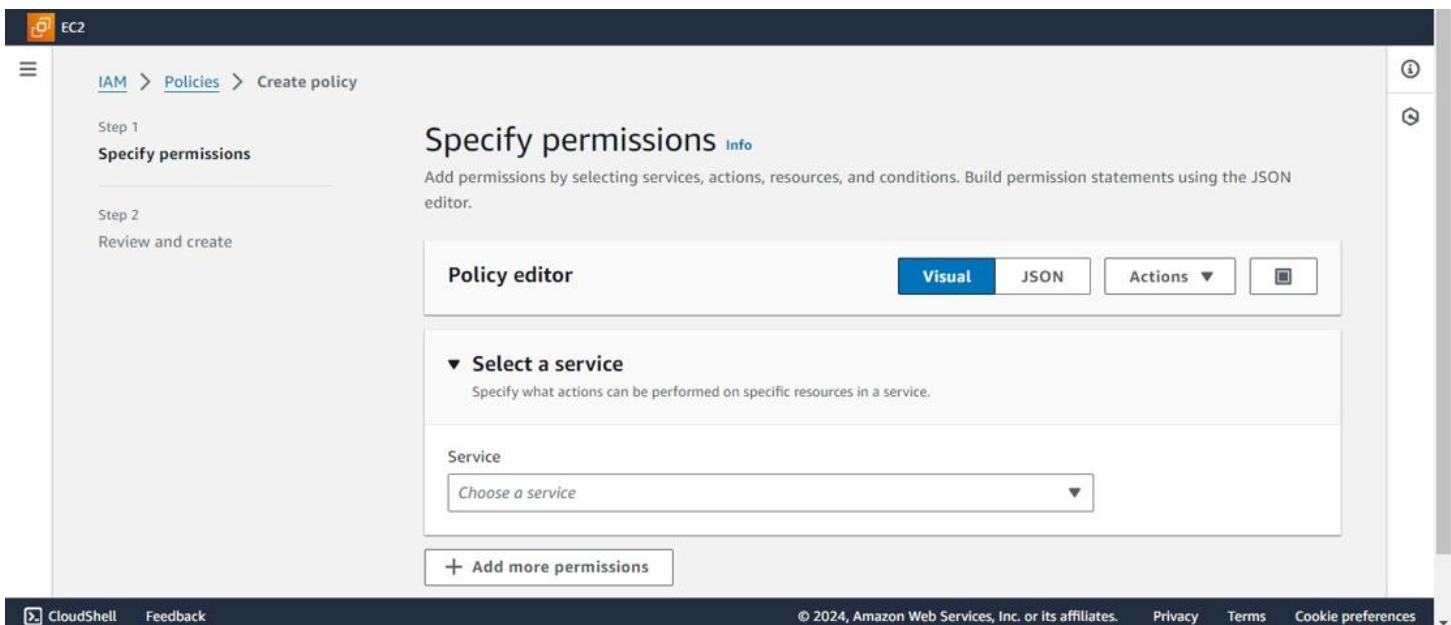 EC2
IAM > Policies > Create policy
Step 1
Specify permissions
Step 2
Review and create
Specify permissions Info
Add permissions by selecting services, actions, resources, and conditions. Build permission statements using the JSON
editor.
Policy editor
Visual JSON Actions
Select a service
Specify what actions can be performed on specific resources in a service.
Service
Choose a service
+ Add more permissions
CloudShell Feedback © 2024, Amazon Web Services, Inc. or its affiliates. Privacy Terms Cookie preferences